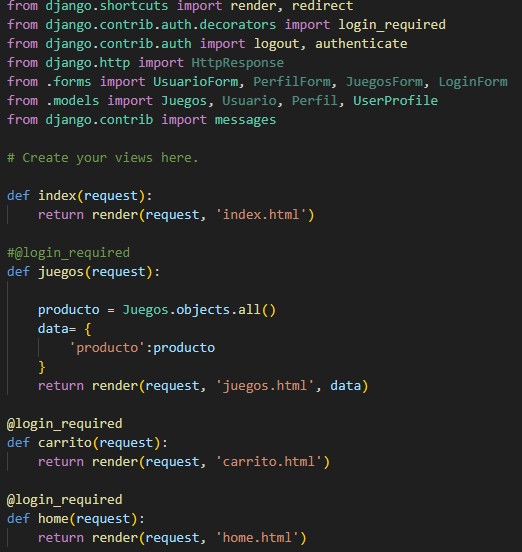 from django.shortcuts import render, redirect
from django.contrib.auth.decorators import login_required
from django.contrib.auth import logout, authenticate
from django.http import HttpResponse
from .forms import UsuarioForm, PerfilForm, JuegosForm, LoginForm
from .models import Juegos, Usuario, Perfil, UserProfile
from django.contrib import messages
# Create your views here.
def index(request):
    return render(request, 'index.html')
#@login_required
def juegos(request):
    producto = Juegos.objects.all()
    data= {
        'producto':producto
    }
    return render(request, 'juegos.html', data)
@login_required
def carrito(request):
    return render(request, 'carrito.html')
@login_required
def home(request):
    return render(request, 'home.html')